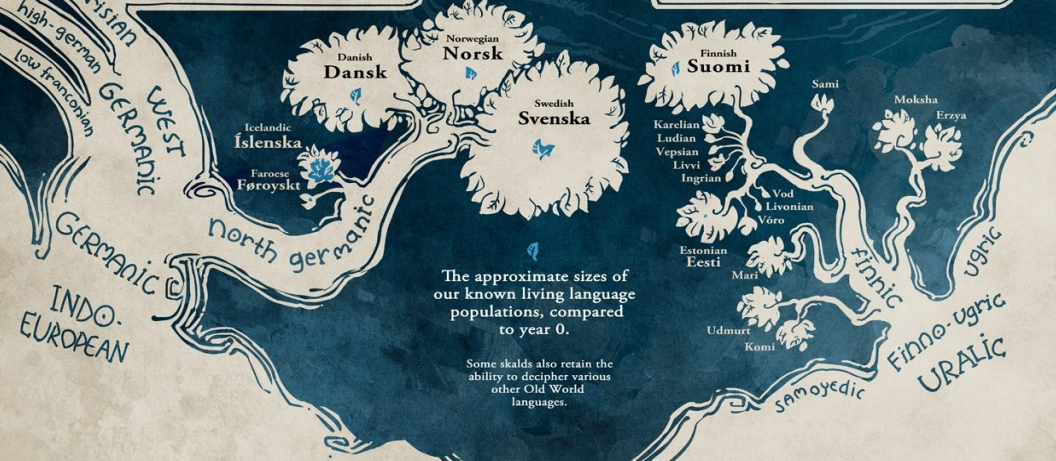 FRISIAN
high-german
low franconian
WEST
GERMANIC
GERMANIC
INDO-
EUROPEAN
north germanic
Icelandic
Íslenska
Faroese
Føroyskt
Danish
Dansk
Norwegian
Norsk
Swedish
Svenska
The approximate sizes of
our known living language
populations, compared
to year 0.
Some skalds also retain the
ability to decipher various
other Old World
languages.
Finnish
Suomi
Sami
Moksha
Erzya
Karelian
Ludian
Vepsian
Livvi
Ingrian
Vod
Livonian
Võro
Estonian
Eesti
Mari
Udmurt
Komi
finnic
ugric
Finno-Ugric
URALIC
samoyedic